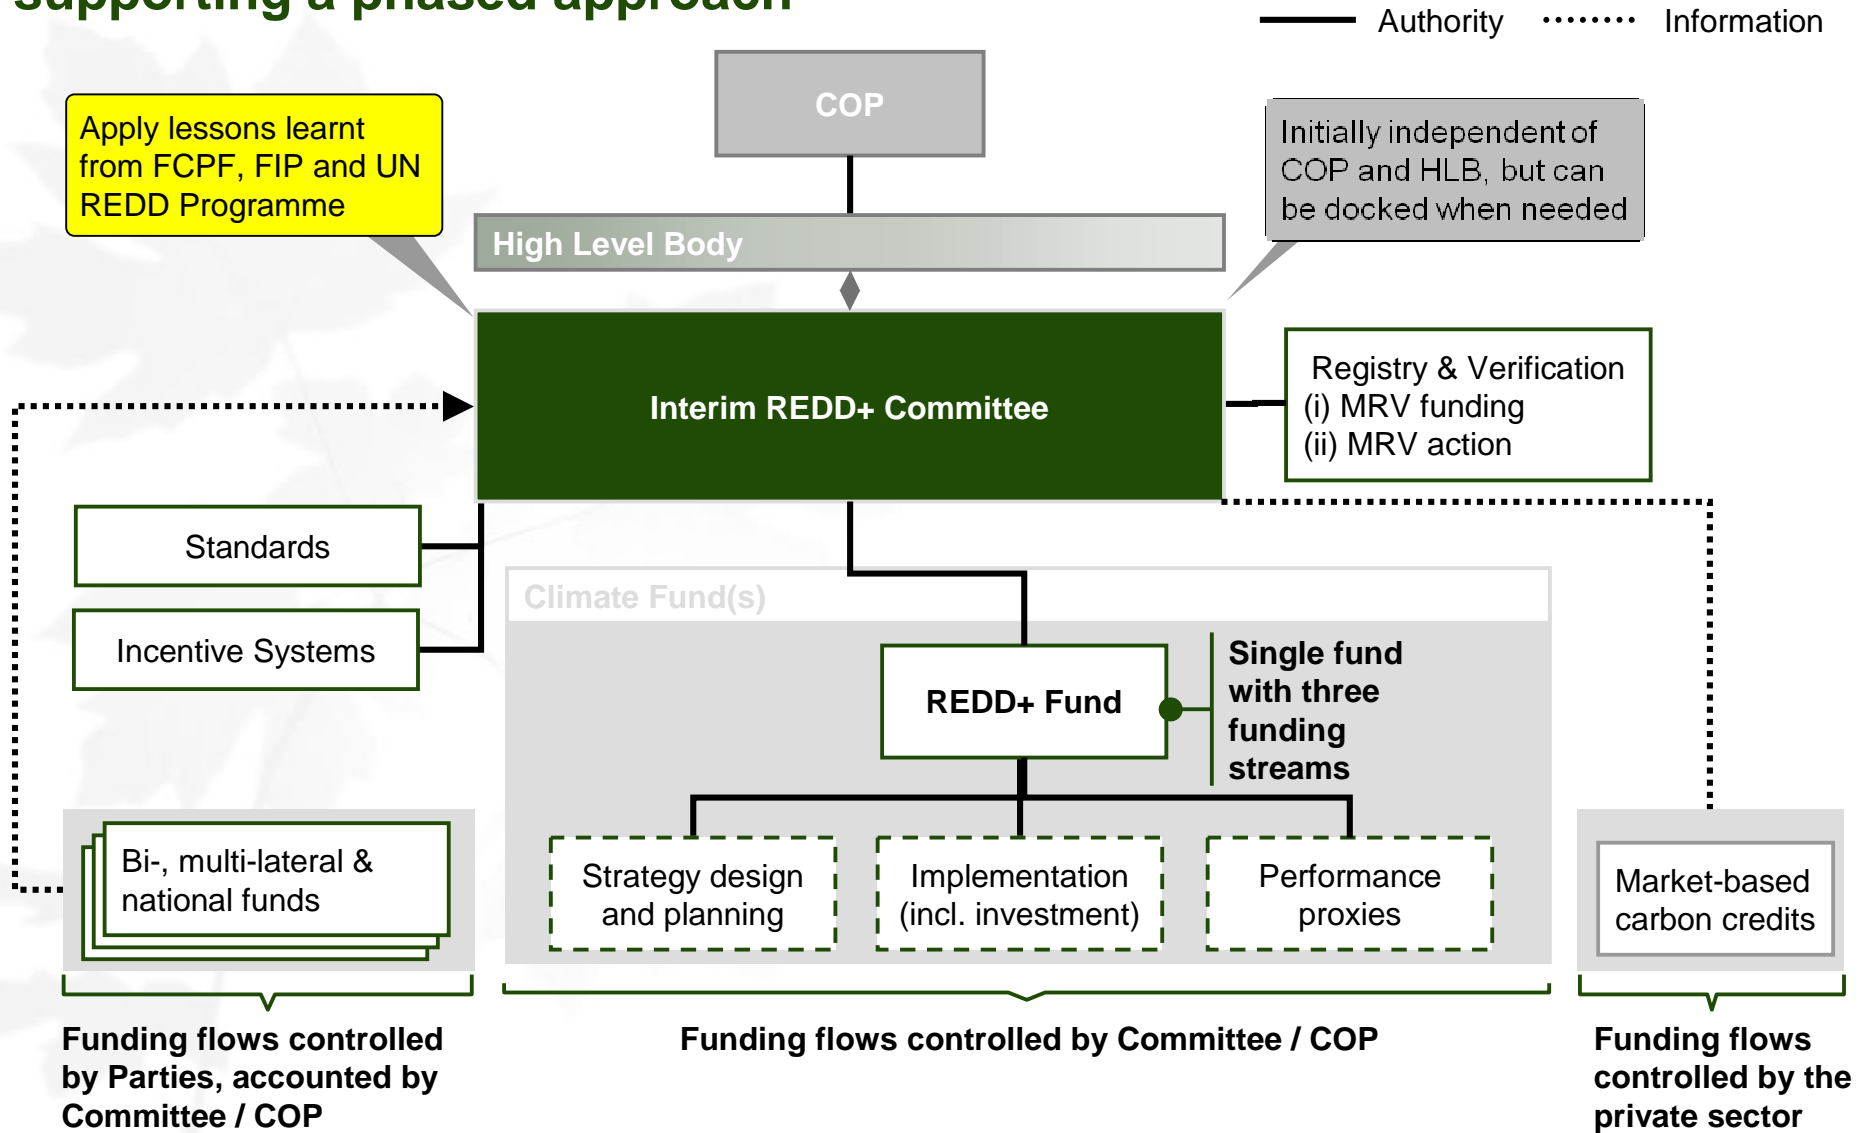 supporting a phased approach
Authority
Information
COP
Apply lessons learnt
from FCPF, FIP and UN
REDD Programme
Initially independent of
COP and HLB, but can
be docked when needed
High Level Body
Interim REDD+ Committee
Registry & Verification
(i) MRV funding
(ii) MRV action
Standards
Incentive Systems
Climate Fund(s)
REDD+ Fund
Single fund
with three
funding
streams
Bi-, multi-lateral &
national funds
Strategy design
and planning
Implementation
(incl. investment)
Performance
proxies
Market-based
carbon credits
Funding flows controlled
by Parties, accounted by
Committee / COP
Funding flows controlled by Committee / COP
Funding flows
controlled by the
private sector